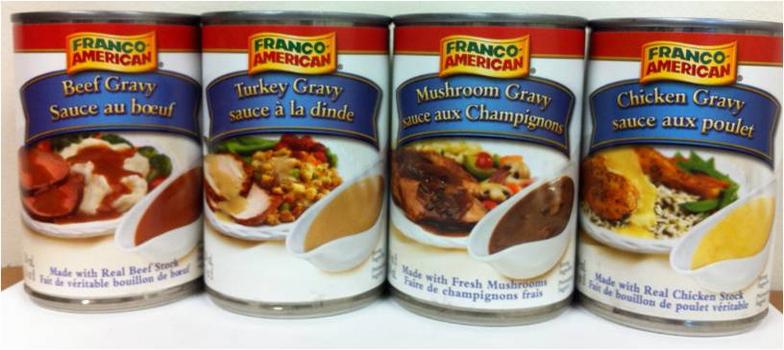 FRANCO-
AMERICAN
Beef Gravy
Sauce au bœuf
Made with Real Beef Stock
Fait de véritable bouillon de bœuf
FRANCO-
AMERICAN
Turkey Gravy
sauce à la dinde
FRANCO-
AMERICAN
Mushroom Gravy
sauce aux Champignons
Made with Fresh Mushrooms
Faire de champignons frais
FRANCO-
AMERICAN
Chicken Gravy
sauce aux poulet
Made with Real Chicken Stock
Fait de bouillon de poulet véritable